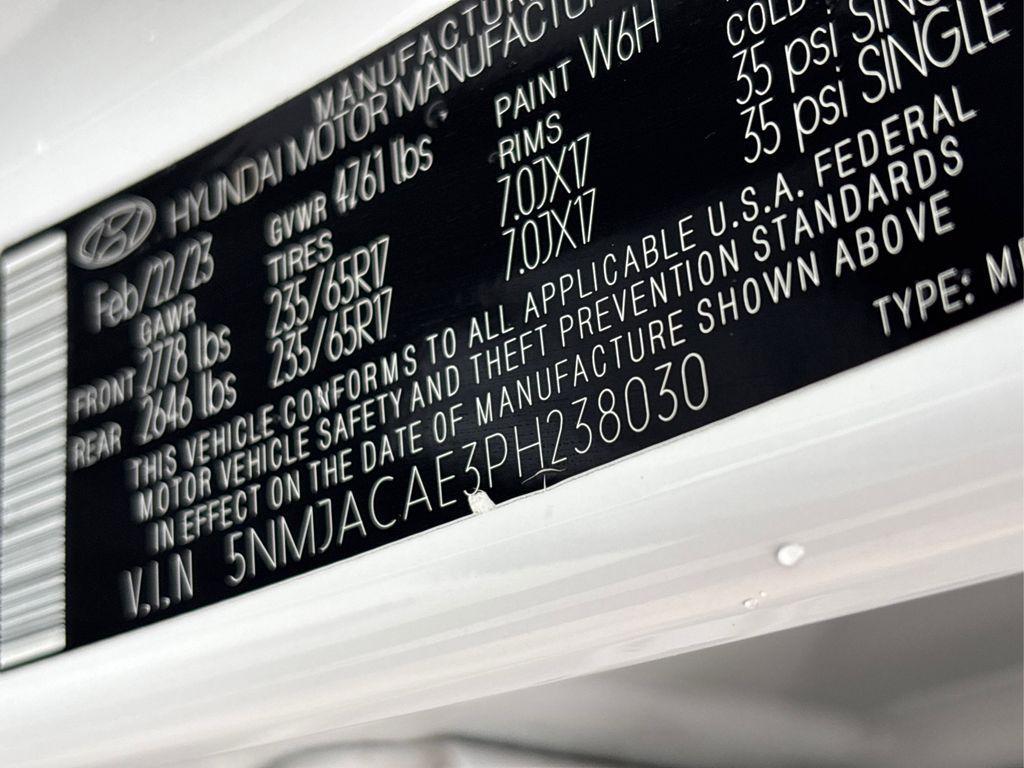 MANUFACTUR
HYUNDAI MOTOR MANUFACTU
Feb/22/23 GVWR 4761 lbs PAINT W6H COLD
GAWR TIRES RIMS
FRONT 2778 lbs 235/65R17 7.0JX17 35 psi SING
REAR 2646 lbs 235/65R17 7.0JX17 35 psi SINGLE
THIS VEHICLE CONFORMS TO ALL APPLICABLE U.S.A. FEDERAL
MOTOR VEHICLE SAFETY AND THEFT PREVENTION STANDARDS
IN EFFECT ON THE DATE OF MANUFACTURE SHOWN ABOVE
V.I.N 5NMJACAE3PH238030 TYPE: M